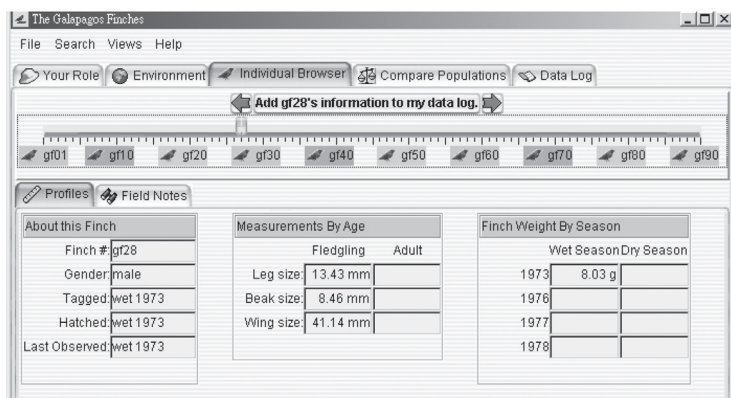 The Galapagos Finches
File Search Views Help
Your Role Environment Individual Browser Compare Populations Data Log
Add gf28's information to my data log.
gf01 gf10 gf20 gf30 gf40 gf50 gf60 gf70 gf80 gf90
Profiles Field Notes
About this Finch
Finch #: gf28
Gender: male
Tagged: wet 1973
Hatched: wet 1973
Last Observed: wet 1973
Measurements By Age
Fledgling Adult
Leg size: 13.43 mm
Beak size: 8.46 mm
Wing size: 41.14 mm
Finch Weight By Season
Wet Season Dry Season
1973 8.03 g
1976
1977
1978